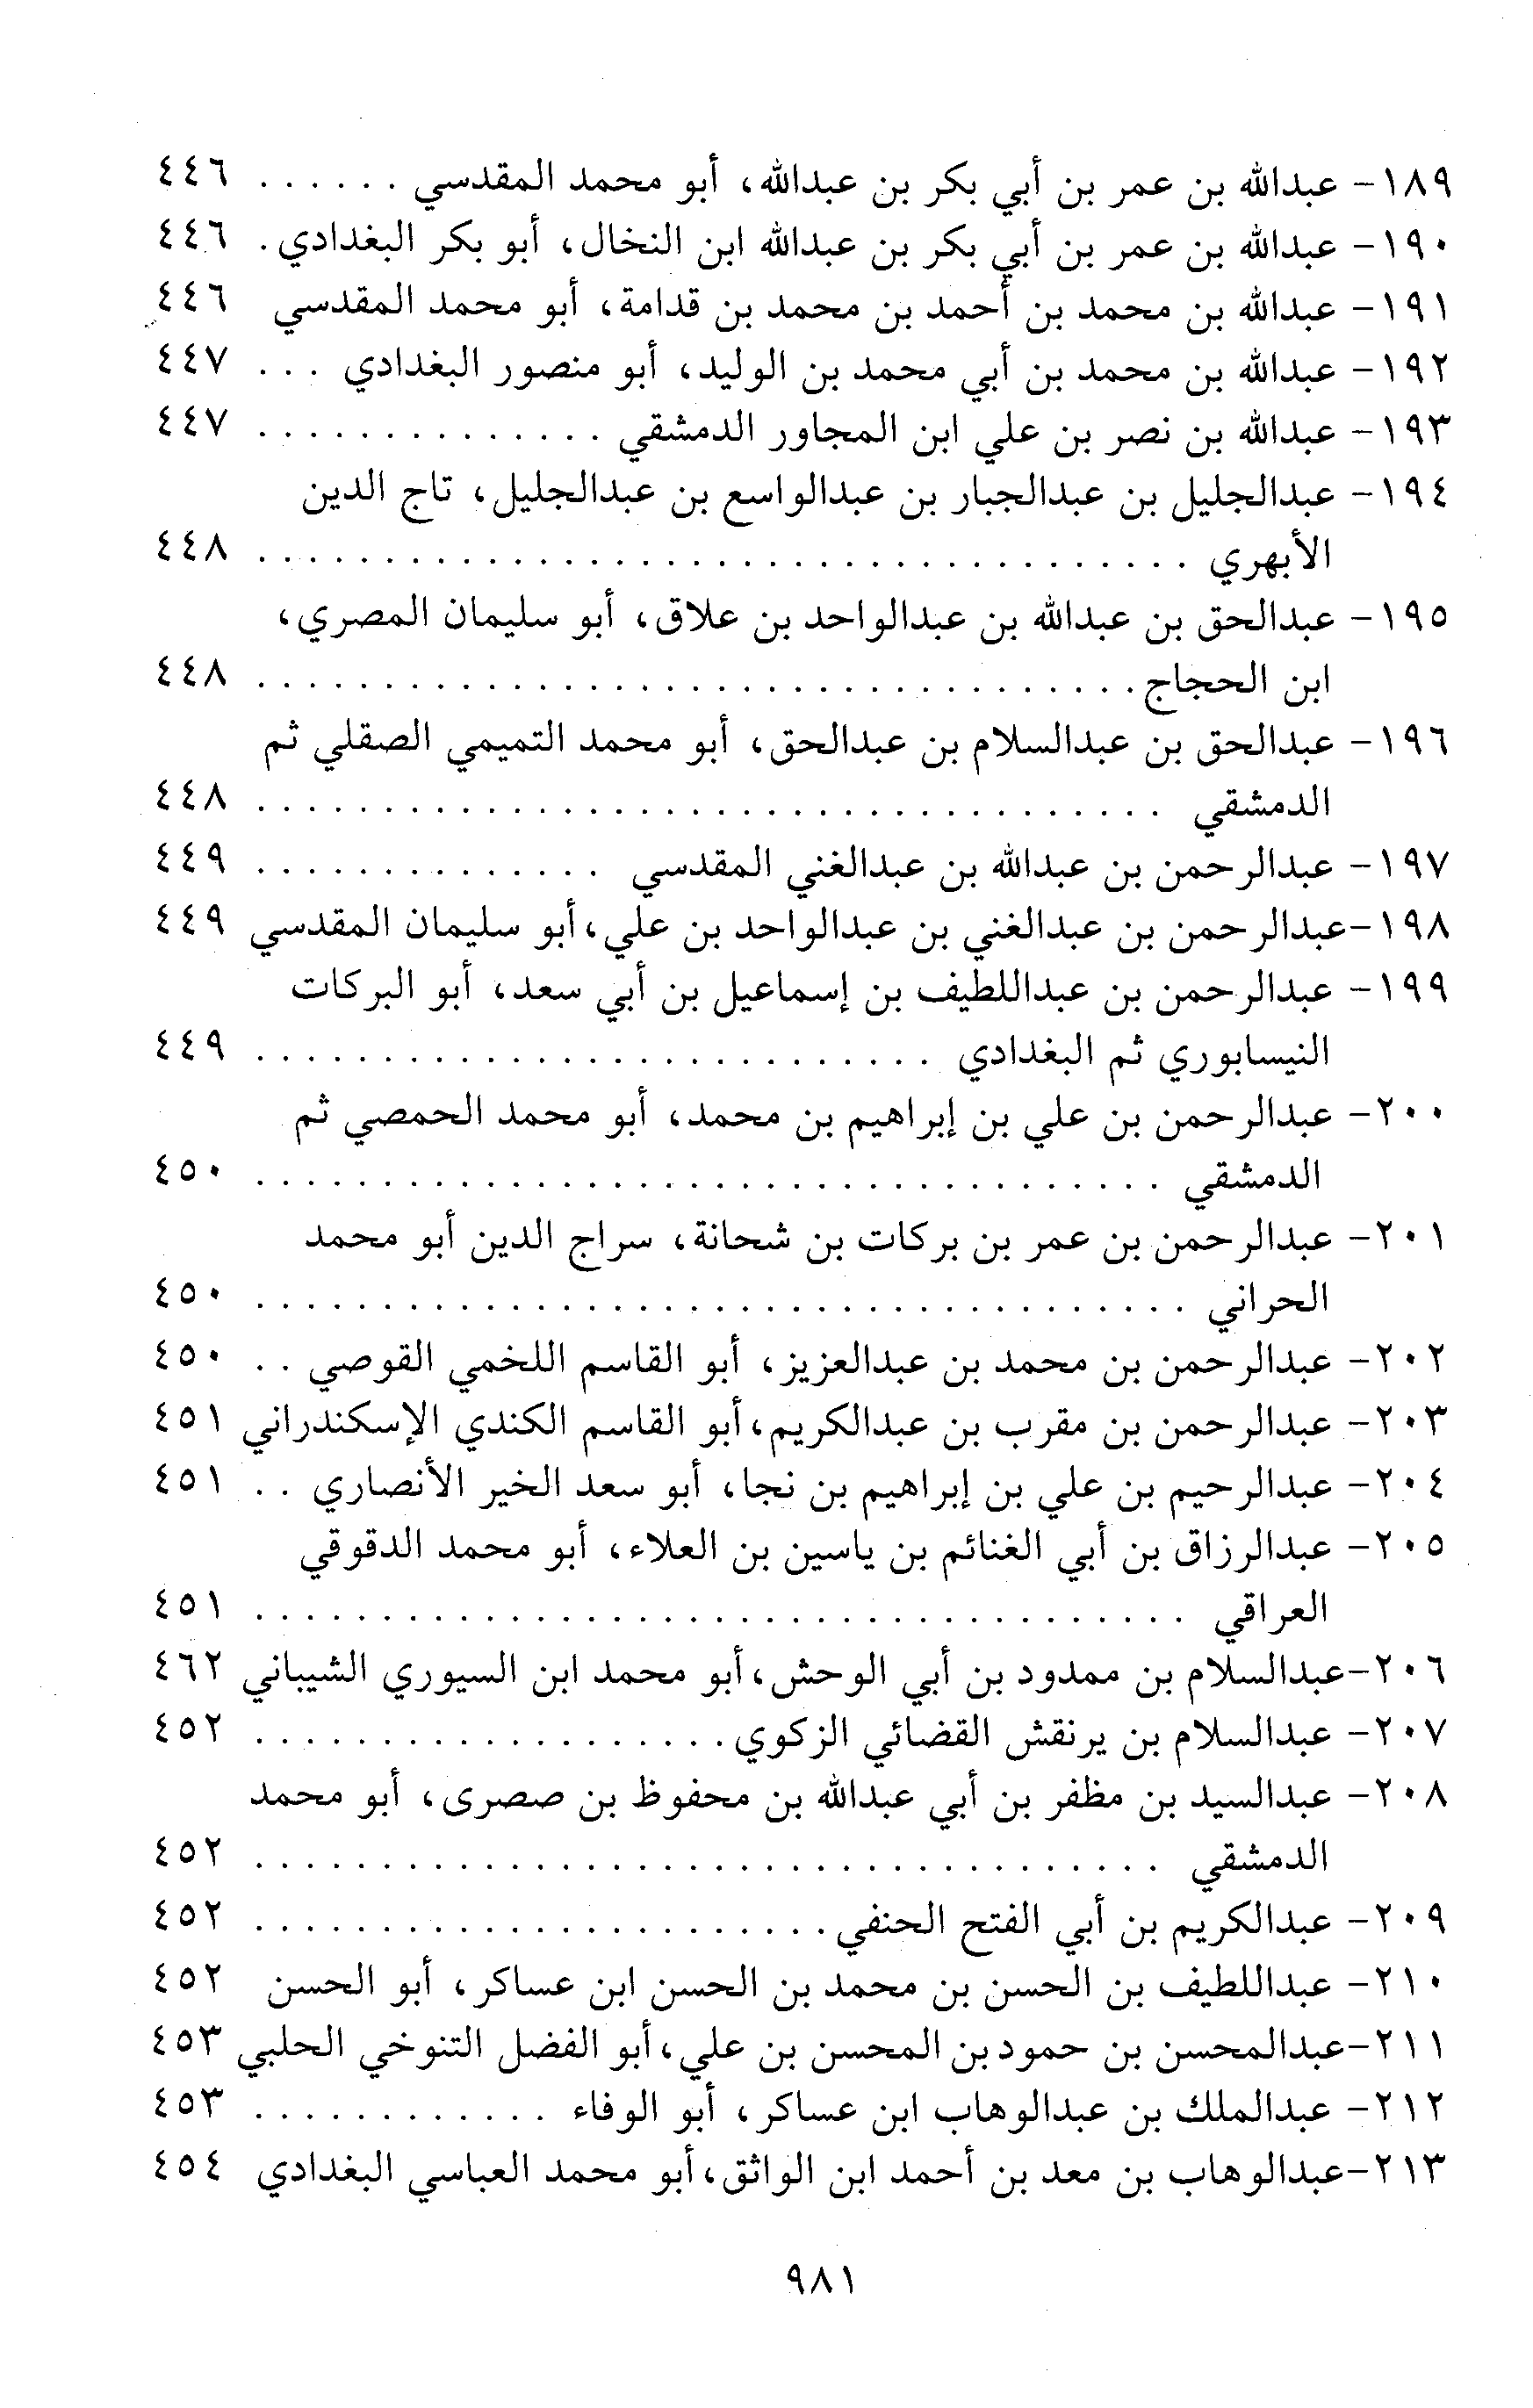 ١٨٩- عبدالله بن عمر بن أبي بكر بن عبدالله، أبو محمد المقدسي . . . . . . ٤٤٦
١٩٠- عبدالله بن عمر بن أبي بكر بن عبدالله ابن النخال، أبو بكر البغدادي . ٤٤٦
١٩١- عبدالله بن محمد بن أحمد بن محمد بن قدامة، أبو محمد المقدسي ٤٤٦
١٩٢- عبدالله بن محمد بن أبي محمد بن الوليد، أبو منصور البغدادي . . . ٤٤٧
١٩٣- عبدالله بن نصر بن علي ابن المجاور الدمشقي . . . . . . . . . . . . . . ٤٤٧
١٩٤- عبدالجليل بن عبدالجبار بن عبدالواسع بن عبدالجليل، تاج الدين
الأبهري . . . . . . . . . . . . . . . . . . . . . . . . . . . . . . . . . . . . . ٤٤٨
١٩٥- عبدالحق بن عبدالله بن عبدالواحد بن علاق، أبو سليمان المصري،
ابن الحجاج . . . . . . . . . . . . . . . . . . . . . . . . . . . . . . . . . . . ٤٤٨
١٩٦- عبدالحق بن عبدالسلام بن عبدالحق، أبو محمد التميمي الصقلي ثم
الدمشقي . . . . . . . . . . . . . . . . . . . . . . . . . . . . . . . . . . . . ٤٤٨
١٩٧- عبدالرحمن بن عبدالله بن عبدالغني المقدسي . . . . . . . . . . . . . . ٤٤٩
١٩٨-عبدالرحمن بن عبدالغني بن عبدالواحد بن علي،أبو سليمان المقدسي ٤٤٩
١٩٩- عبدالرحمن بن عبداللطيف بن إسماعيل بن أبي سعد، أبو البركات
النيسابوري ثم البغدادي . . . . . . . . . . . . . . . . . . . . . . . . . . . ٤٤٩
٢٠٠- عبدالرحمن بن علي بن إبراهيم بن محمد، أبو محمد الحمصي ثم
الدمشقي . . . . . . . . . . . . . . . . . . . . . . . . . . . . . . . . . . . . ٤٥٠
٢٠١- عبدالرحمن بن عمر بن بركات بن شحانة، سراج الدين أبو محمد
الحراني . . . . . . . . . . . . . . . . . . . . . . . . . . . . . . . . . . . . . ٤٥٠
٢٠٢- عبدالرحمن بن محمد بن عبدالعزيز، أبو القاسم اللخمي القوصي . . ٤٥٠
٢٠٣- عبدالرحمن بن مقرب بن عبدالكريم،أبو القاسم الكندي الإسكندراني ٤٥١
٢٠٤- عبدالرحيم بن علي بن إبراهيم بن نجا، أبو سعد الخير الأنصاري . . ٤٥١
٢٠٥- عبدالرزاق بن أبي الغنائم بن ياسين بن العلاء، أبو محمد الدقوقي
العراقي . . . . . . . . . . . . . . . . . . . . . . . . . . . . . . . . . . . . . ٤٥١
٢٠٦-عبدالسلام بن ممدود بن أبي الوحش،أبو محمد ابن السيوري الشيباني ٤٦٢
٢٠٧- عبدالسلام بن يرنقش القضائي الزكوي . . . . . . . . . . . . . . . . . . . ٤٥٢
٢٠٨- عبدالسيد بن مظفر بن أبي عبدالله بن محفوظ بن صصرى، أبو محمد
الدمشقي . . . . . . . . . . . . . . . . . . . . . . . . . . . . . . . . . . . . ٤٥٢
٢٠٩- عبدالكريم بن أبي الفتح الحنفي . . . . . . . . . . . . . . . . . . . . . . . ٤٥٢
٢١٠- عبداللطيف بن الحسن بن محمد بن الحسن ابن عساكر، أبو الحسن ٤٥٢
٢١١-عبدالمحسن بن حمود بن المحسن بن علي،أبو الفضل التنوخي الحلبي ٤٥٣
٢١٢- عبدالملك بن عبدالوهاب ابن عساكر، أبو الوفاء . . . . . . . . . . . . ٤٥٣
٢١٣-عبدالوهاب بن معد بن أحمد ابن الواثق،أبو محمد العباسي البغدادي ٤٥٤
٩٨١